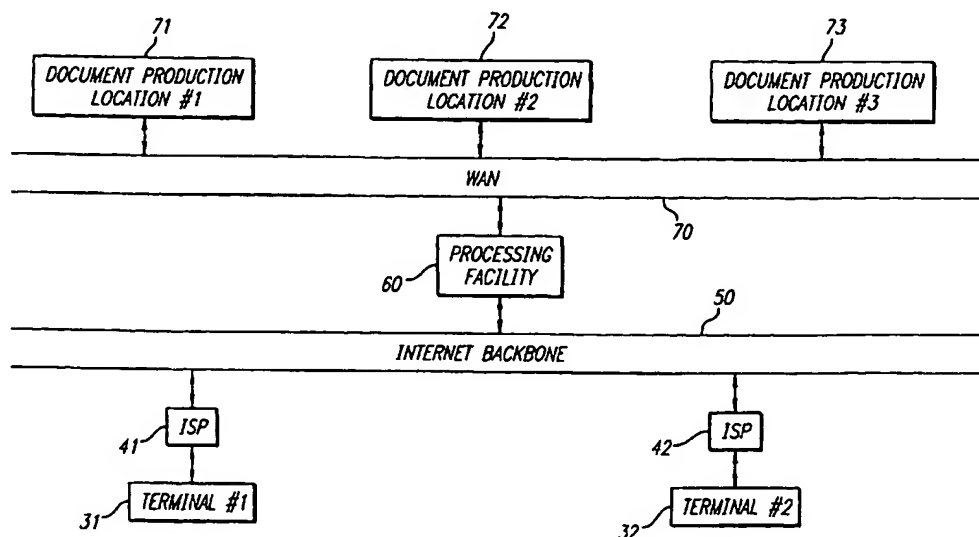 71
72
73
DOCUMENT PRODUCTION
LOCATION #1
DOCUMENT PRODUCTION
LOCATION #2
DOCUMENT PRODUCTION
LOCATION #3
WAN
70
PROCESSING
FACILITY
60
50
INTERNET BACKBONE
41
ISP
42
ISP
31
TERMINAL #1
32
TERMINAL #2